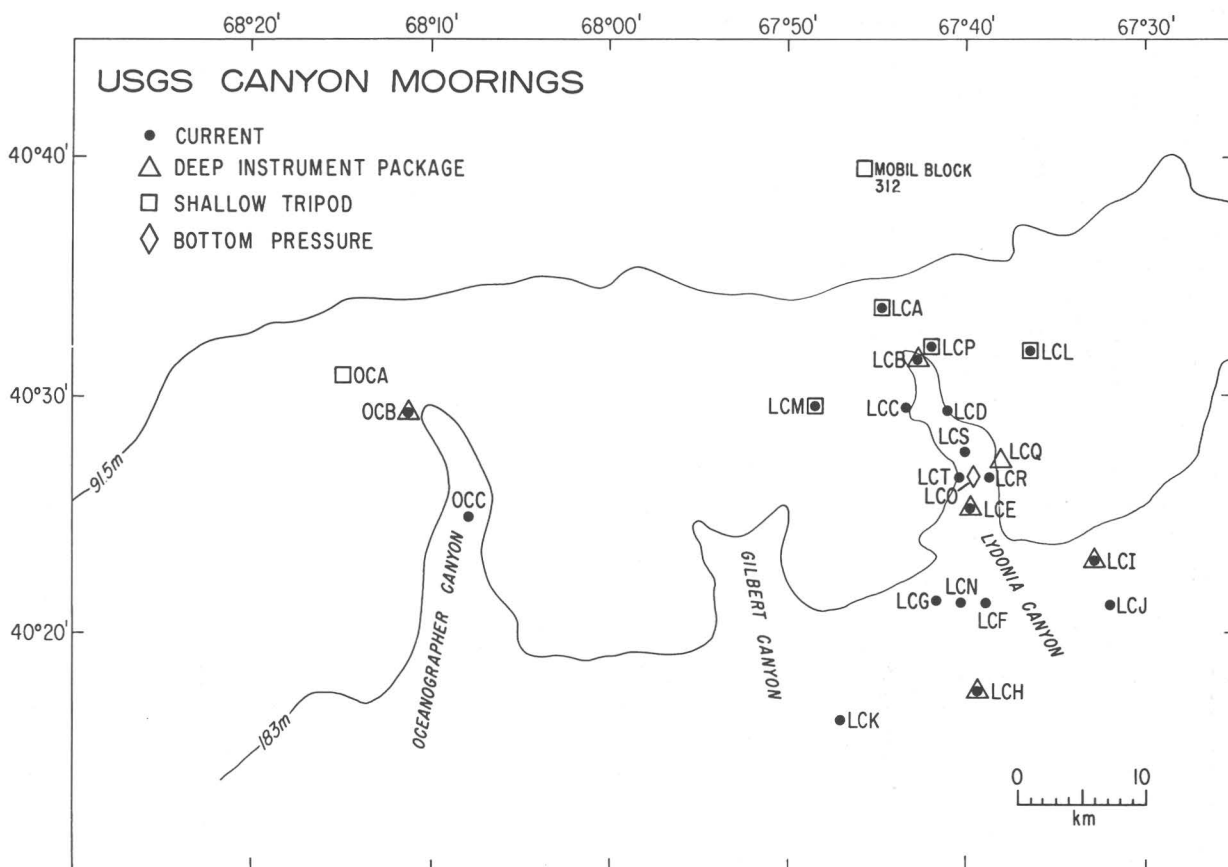 68°20' 68°10' 68°00' 67°50' 67°40' 67°30'
USGS CANYON MOORINGS
CURRENT
40°40'
DEEP INSTRUMENT PACKAGE
MOBIL BLOCK
312
SHALLOW TRIPOD
BOTTOM PRESSURE
LCA
LCP
LCL
LCB
OCA
40°30'
OCB
LCM
LCC
LCD
LCS
LCQ
91.5m
LCT
LCR
LCO
OCC
LCE
LYDONIA CANYON
OCEANOGRAPHER CANYON
GILBERT CANYON
LCI
LCG
LCN
LCF
LCJ
40°20'
LCH
183m
LCK
0 10
km